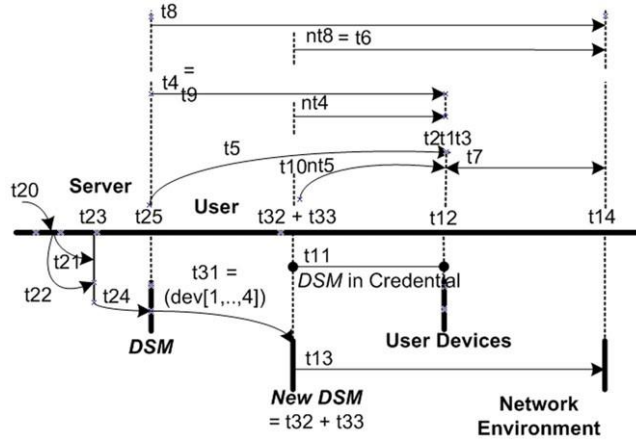 t8
nt8 = t6
t4 =
t9
nt4
t5
t2t1t3
t10nt5
t7
Server
User
t20
t23
t25
t32 + t33
t12
t14
t21
t22
t24
t31 =
(dev[1,..,4])
t11
DSM in Credential
DSM
User Devices
t13
New DSM
= t32 + t33
Network
Environment